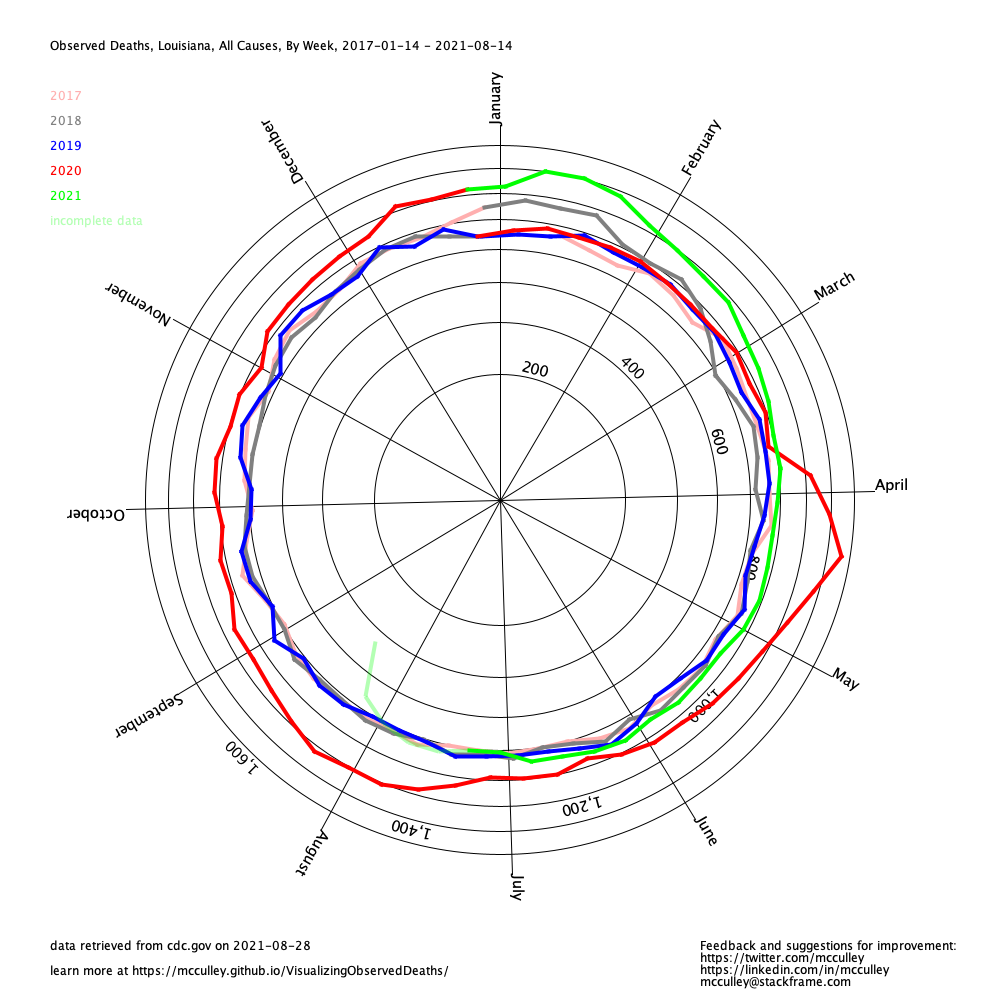 Observed Deaths, Louisiana, All Causes, By Week, 2017-01-14 - 2021-08-14
2017
2018
2019
2020
2021
incomplete data
January
February
March
April
May
June
July
August
September
October
November
December
200
400
600
800
1,000
1,200
1,400
1,600
data retrieved from cdc.gov on 2021-08-28
learn more at https://mcculley.github.io/VisualizingObservedDeaths/
Feedback and suggestions for improvement:
https://twitter.com/mcculley
https://linkedin.com/in/mcculley
mcculley@stackframe.com